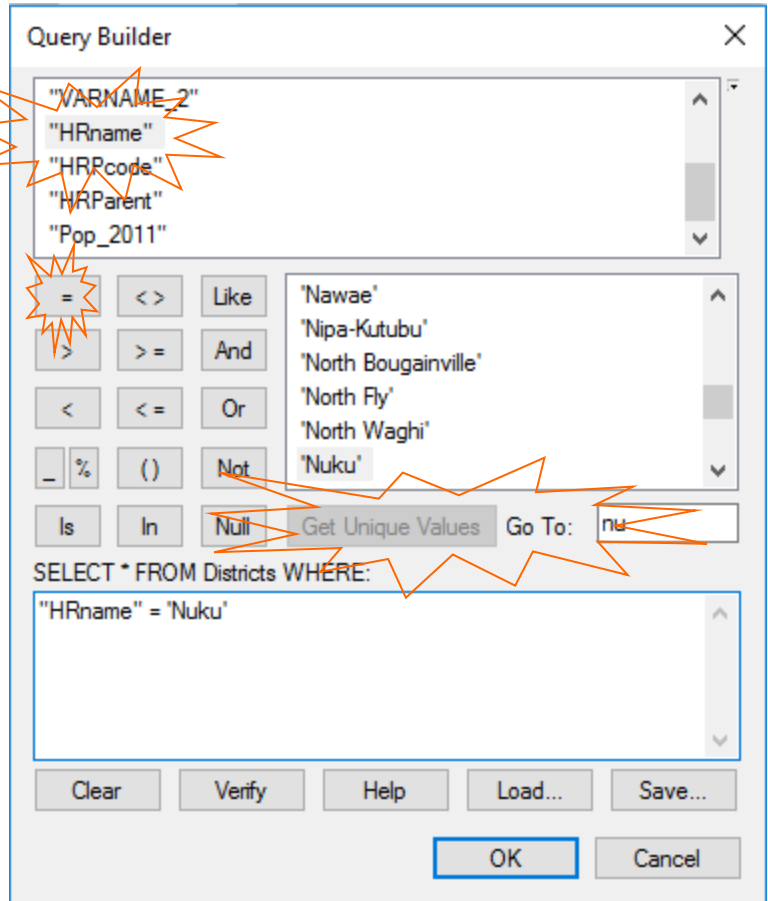 Query Builder
"VARNAME_2"
"HRname"
"HRPcode"
"HRParent"
"Pop_2011"
= <> Like
> >= And
< <= Or
_ % () Not
Is In Null
'Nawae'
'Nipa-Kutubu'
'North Bougainville'
'North Fly'
'North Waghi'
'Nuku'
Get Unique Values Go To: nu
SELECT * FROM Districts WHERE:
"HRname" = 'Nuku'
Clear Verify Help Load... Save...
OK Cancel